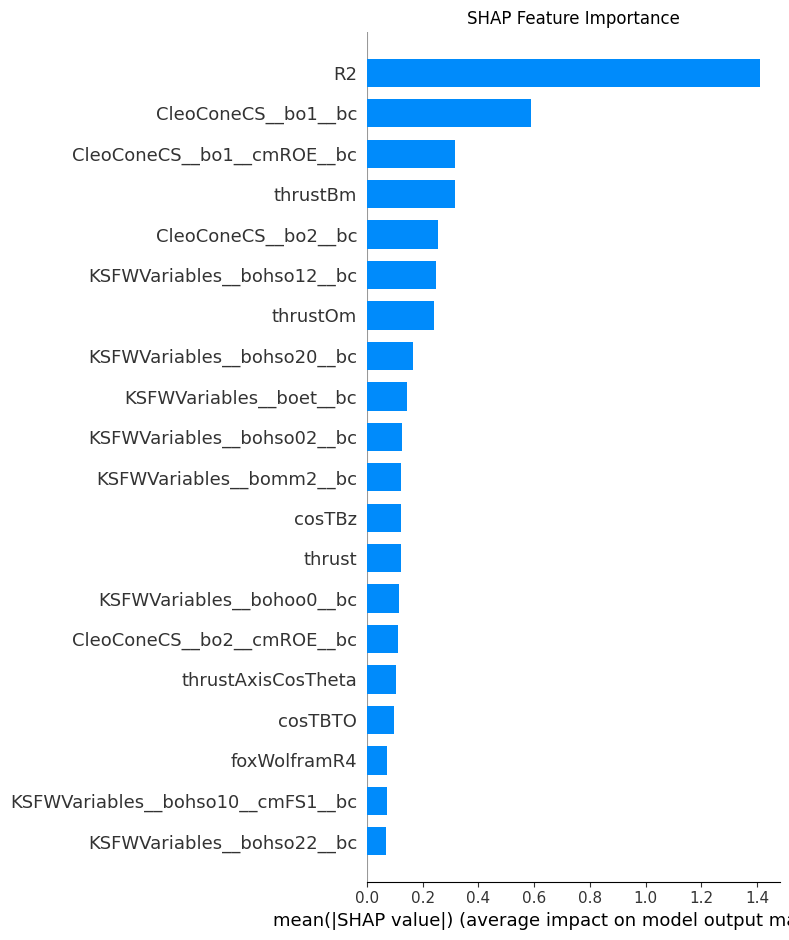 SHAP Feature Importance
R2
CleoConeCS__bo1__bc
CleoConeCS__bo1__cmROE__bc
thrustBm
CleoConeCS__bo2__bc
KSFWVariables__bohso12__bc
thrustOm
KSFWVariables__bohso20__bc
KSFWVariables__boet__bc
KSFWVariables__bohso02__bc
KSFWVariables__bomm2__bc
cosTBz
thrust
KSFWVariables__bohoo0__bc
CleoConeCS__bo2__cmROE__bc
thrustAxisCosTheta
cosTBTO
foxWolframR4
KSFWVariables__bohso10__cmFS1__bc
KSFWVariables__bohso22__bc
0.0 0.2 0.4 0.6 0.8 1.0 1.2 1.4
mean(|SHAP value|) (average impact on model output ma